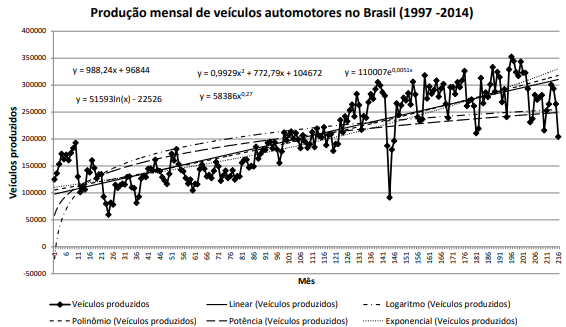 Produção mensal de veículos automotores no Brasil (1997 -2014)
400000
350000
300000
250000
200000
150000
100000
50000
0
-50000
Veículos produzidos
y = 988,24x + 96844
y = 0,9929x² + 772,79x + 104672
y = 110007e^0,0051x
y = 51593ln(x) - 22526
y = 58386x^0,27
1 6 11 16 21 26 31 36 41 46 51 56 61 66 71 76 81 86 91 96 101 106 111 116 121 126 131 136 141 146 151 156 161 166 171 176 181 186 191 196 201 206 211 216
Mês
Veículos produzidos
Linear (Veículos produzidos)
Logaritmo (Veículos produzidos)
Polinômio (Veículos produzidos)
Potência (Veículos produzidos)
Exponencial (Veículos produzidos)